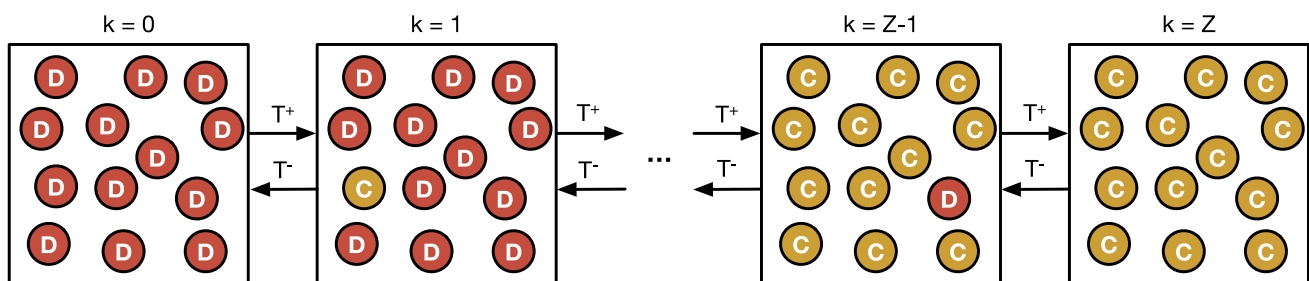 k = 0
D D D
D D D
D
D D D
D D D
T+
T-
k = 1
D D D
D D D
D
C D D
D D D
T+
T-
...
T+
T-
k = Z-1
C C C
C C C
C
C C D
C C C
T+
T-
k = Z
C C C
C C C
C
C C C
C C C